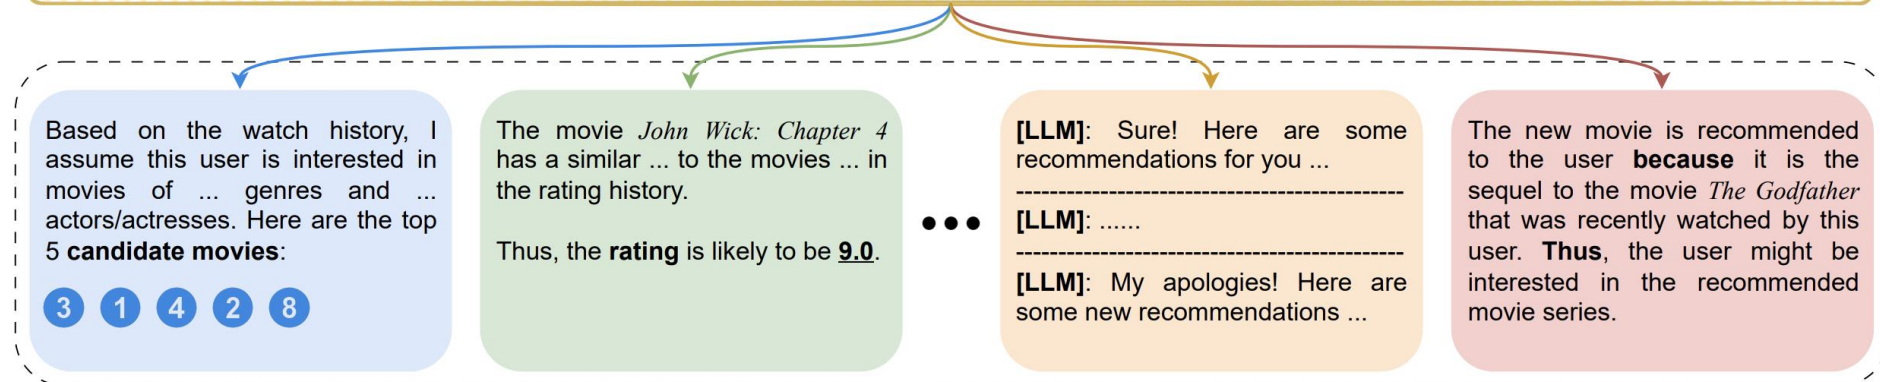 Based on the watch history, I
assume this user is interested in
movies of ... genres and ...
actors/actresses. Here are the top
5 candidate movies:
3 1 4 2 8
The movie John Wick: Chapter 4
has a similar ... to the movies ... in
the rating history.
Thus, the rating is likely to be 9.0.
[LLM]: Sure! Here are some
recommendations for you ...
[LLM]: ......
[LLM]: My apologies! Here are
some new recommendations ...
The new movie is recommended
to the user because it is the
sequel to the movie The Godfather
that was recently watched by this
user. Thus, the user might be
interested in the recommended
movie series.